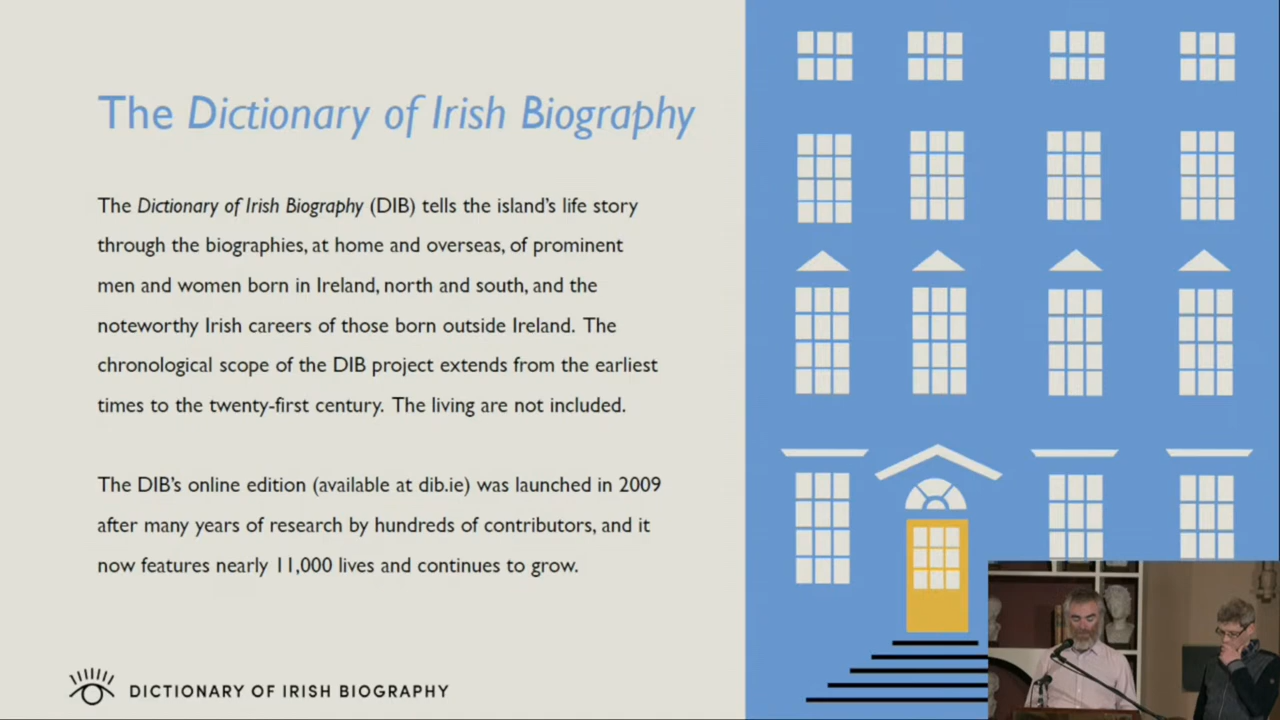 The Dictionary of Irish Biography
The Dictionary of Irish Biography (DIB) tells the island's life story
through the biographies, at home and overseas, of prominent
men and women born in Ireland, north and south, and the
noteworthy Irish careers of those born outside Ireland. The
chronological scope of the DIB project extends from the earliest
times to the twenty-first century. The living are not included.
The DIB's online edition (available at dib.ie) was launched in 2009
after many years of research by hundreds of contributors, and it
now features nearly 11,000 lives and continues to grow.
DICTIONARY OF IRISH BIOGRAPHY